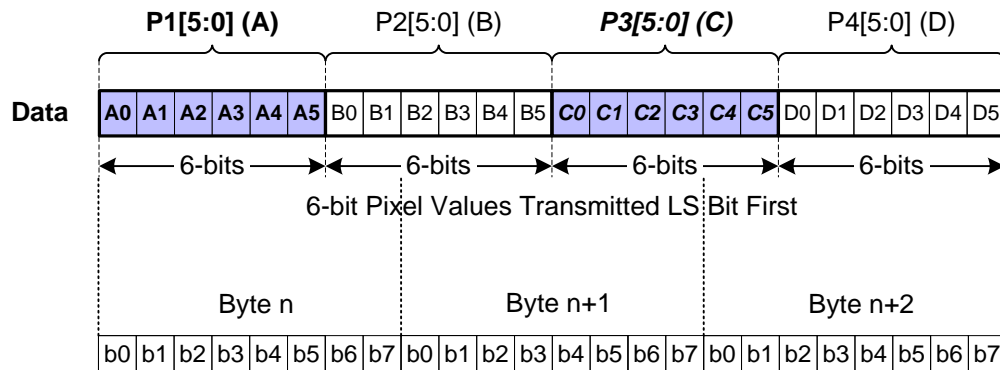 P1[5:0] (A) P2[5:0] (B) P3[5:0] (C) P4[5:0] (D)
Data A0 A1 A2 A3 A4 A5 B0 B1 B2 B3 B4 B5 C0 C1 C2 C3 C4 C5 D0 D1 D2 D3 D4 D5
6-bits 6-bits 6-bits 6-bits
6-bit Pixel Values Transmitted LS Bit First
Byte n Byte n+1 Byte n+2
b0 b1 b2 b3 b4 b5 b6 b7 b0 b1 b2 b3 b4 b5 b6 b7 b0 b1 b2 b3 b4 b5 b6 b7